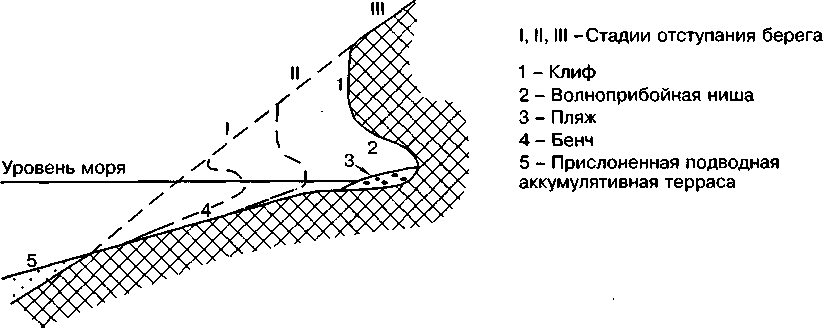 III
II
1
I
2
3
Уровень моря
4
5
I, II, III – Стадии отступания берега
1 – Клиф
2 – Волноприбойная ниша
3 – Пляж
4 – Бенч
5 – Прислоненная подводная
аккумулятивная терраса